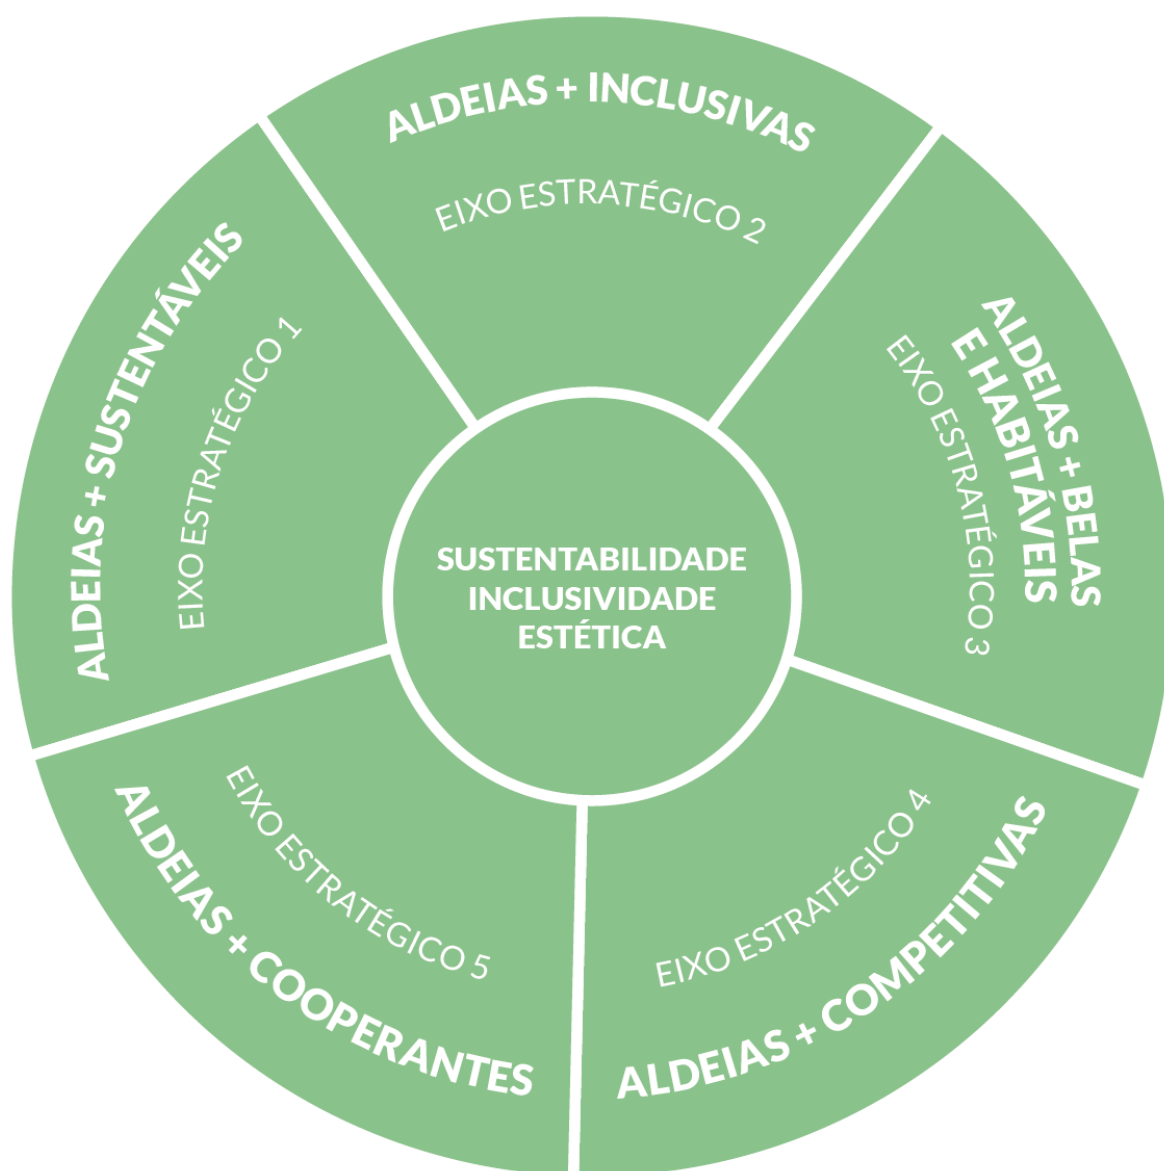 ALDEIAS + INCLUSIVAS
EIXO ESTRATÉGICO 2
ALDEIAS + SUSTENTÁVEIS
EIXO ESTRATÉGICO 1
ALDEIAS + BELAS
E HABITÁVEIS
EIXO ESTRATÉGICO 3
SUSTENTABILIDADE
INCLUSIVIDADE
ESTÉTICA
EIXO ESTRATÉGICO 5
ALDEIAS + COOPERANTES
EIXO ESTRATÉGICO 4
ALDEIAS + COMPETITIVAS